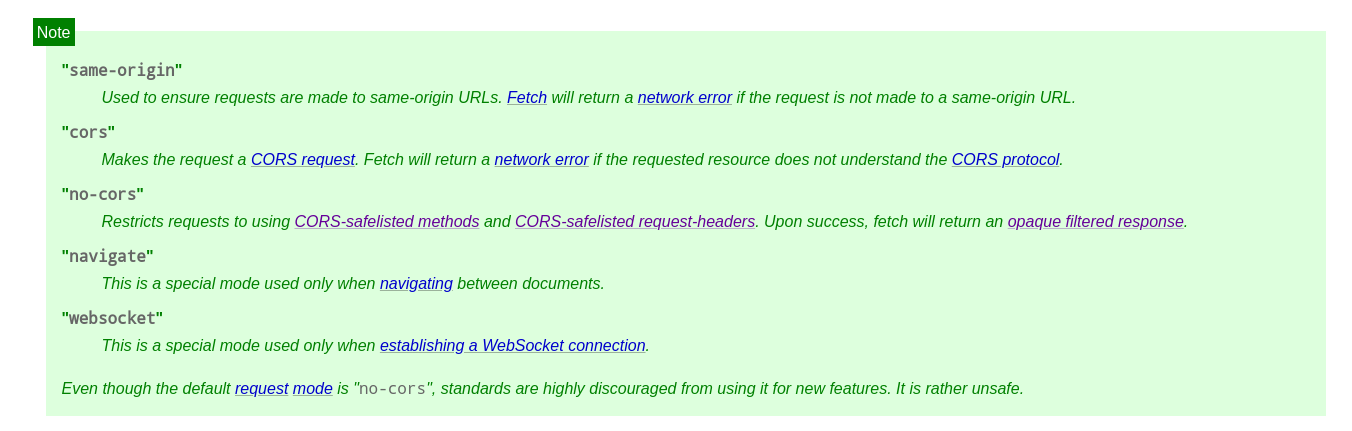 Note
"same-origin"
Used to ensure requests are made to same-origin URLs. Fetch will return a network error if the request is not made to a same-origin URL.
"cors"
Makes the request a CORS request. Fetch will return a network error if the requested resource does not understand the CORS protocol.
"no-cors"
Restricts requests to using CORS-safelisted methods and CORS-safelisted request-headers. Upon success, fetch will return an opaque filtered response.
"navigate"
This is a special mode used only when navigating between documents.
"websocket"
This is a special mode used only when establishing a WebSocket connection.
Even though the default request mode is "no-cors", standards are highly discouraged from using it for new features. It is rather unsafe.